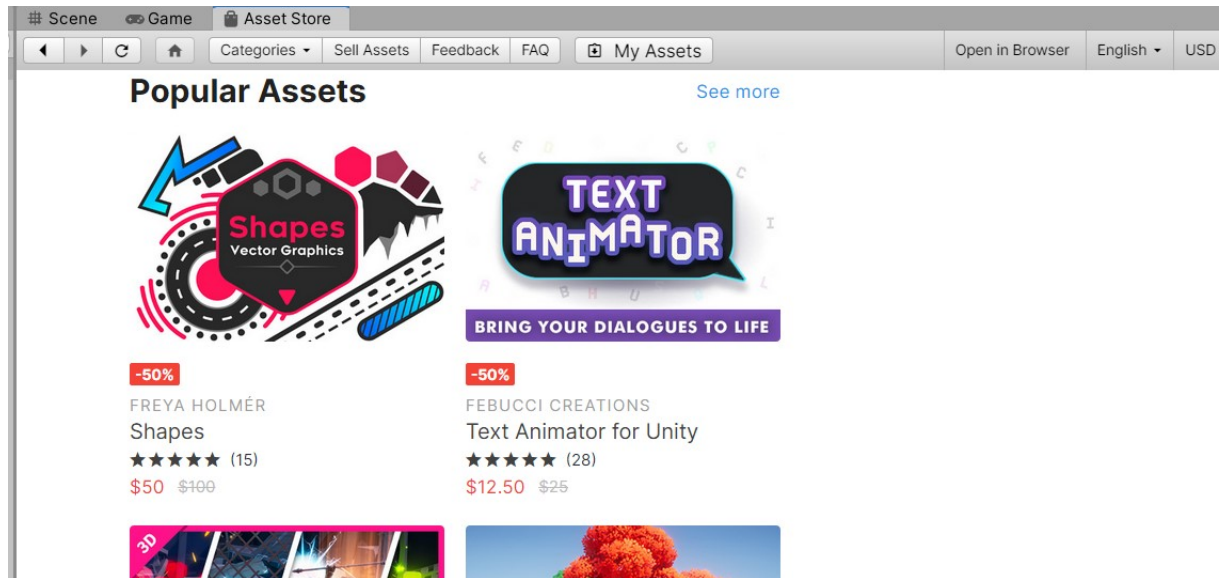 Scene Game Asset Store
Categories Sell Assets Feedback FAQ My Assets Open in Browser English USD
Popular Assets See more
Shapes
Vector Graphics
TEXT
ANIMATOR
BRING YOUR DIALOGUES TO LIFE
-50% -50%
FREYA HOLMÉR FEBUCCI CREATIONS
Shapes Text Animator for Unity
(15) (28)
$50 $100 $12.50 $25
3D